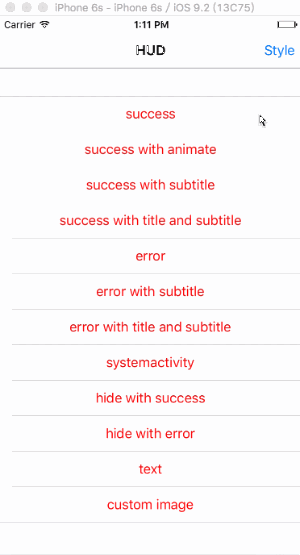 iPhone 6s - iPhone 6s / iOS 9.2 (13C75)
Carrier 1:11 PM
HUD Style
success
success with animate
success with subtitle
success with title and subtitle
error
error with subtitle
error with title and subtitle
systemactivity
hide with success
hide with error
text
custom image